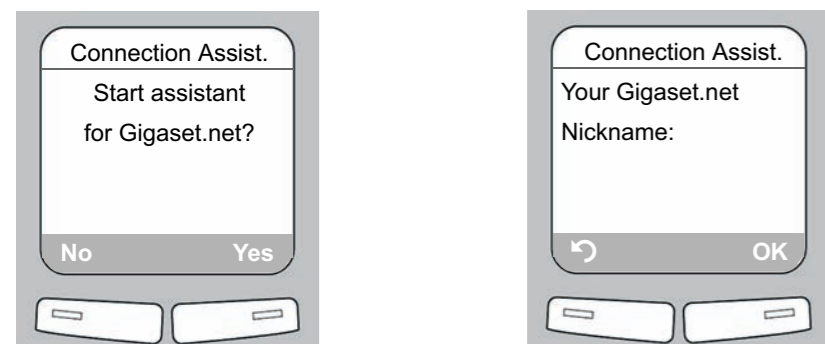 Connection Assist.
Start assistant
for Gigaset.net?
No Yes
Connection Assist.
Your Gigaset.net
Nickname:
OK